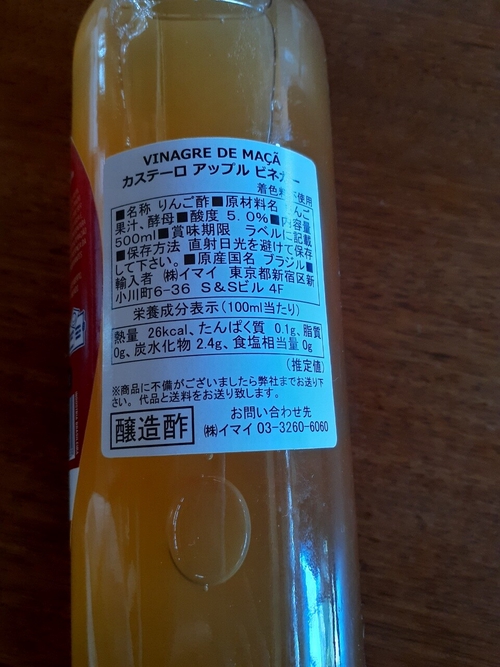 VINAGRE DE MAÇÃ
カステーロ アップル ビネガー
着色料不使用
■名称 りんご酢■原材料名 りんご
果汁、酵母■酸度 5.0%■内容量
500ml■賞味期限 ラベルに記載
■保存方法 直射日光を避けて保存
して下さい。■原産国名 ブラジル■
輸入者 ㈱イマイ 東京都新宿区新
小川町6-36 S&Sビル 4F
栄養成分表示(100ml当たり)
熱量 26kcal、たんぱく質 0.1g、脂質
0g、炭水化物 2.4g、食塩相当量 0g
(推定値)
※商品に不備がございましたら弊社までお送り下
さい。代品と送料をお送り致します。
醸造酢
お問い合わせ先
㈱イマイ 03-3260-6060